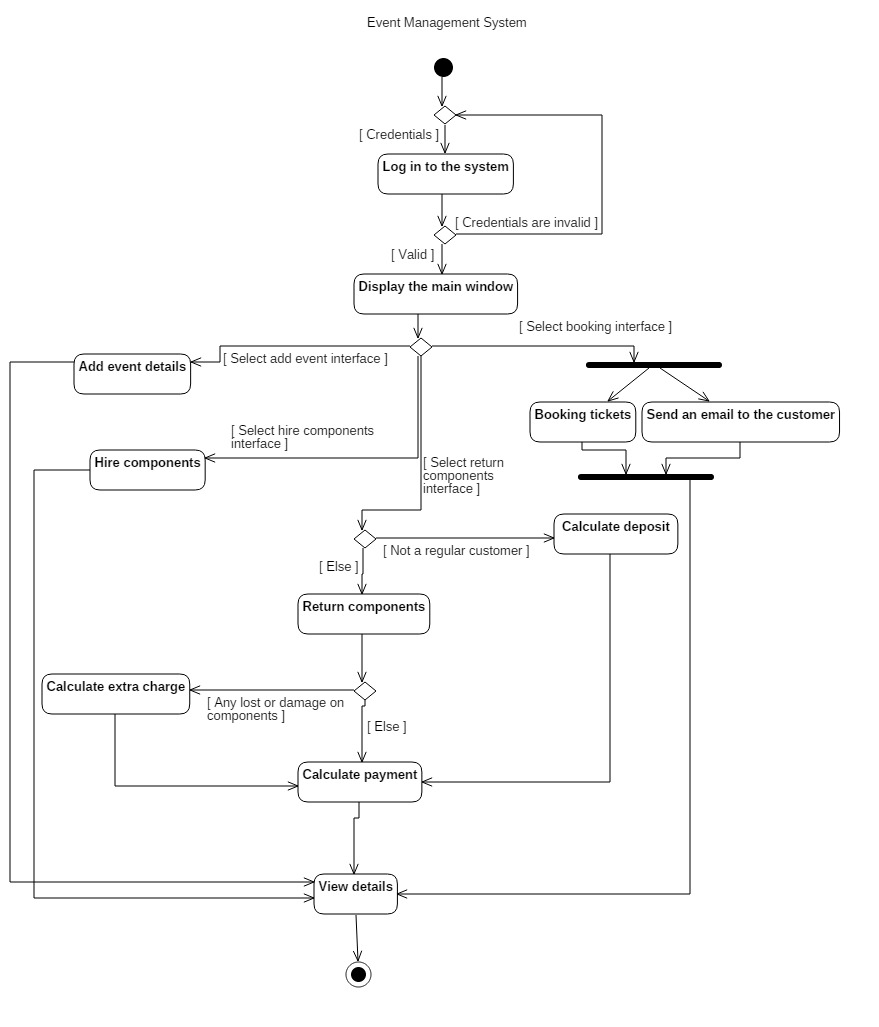 Event Management System
[ Credentials ]
Log in to the system
[ Credentials are invalid ]
[ Valid ]
Display the main window
[ Select booking interface ]
[ Select add event interface ]
Add event details
Booking tickets
Send an email to the customer
[ Select hire components
interface ]
Hire components
[ Select return
components
interface ]
Calculate deposit
[ Not a regular customer ]
[ Else ]
Return components
Calculate extra charge
[ Any lost or damage on
components ]
[ Else ]
Calculate payment
View details